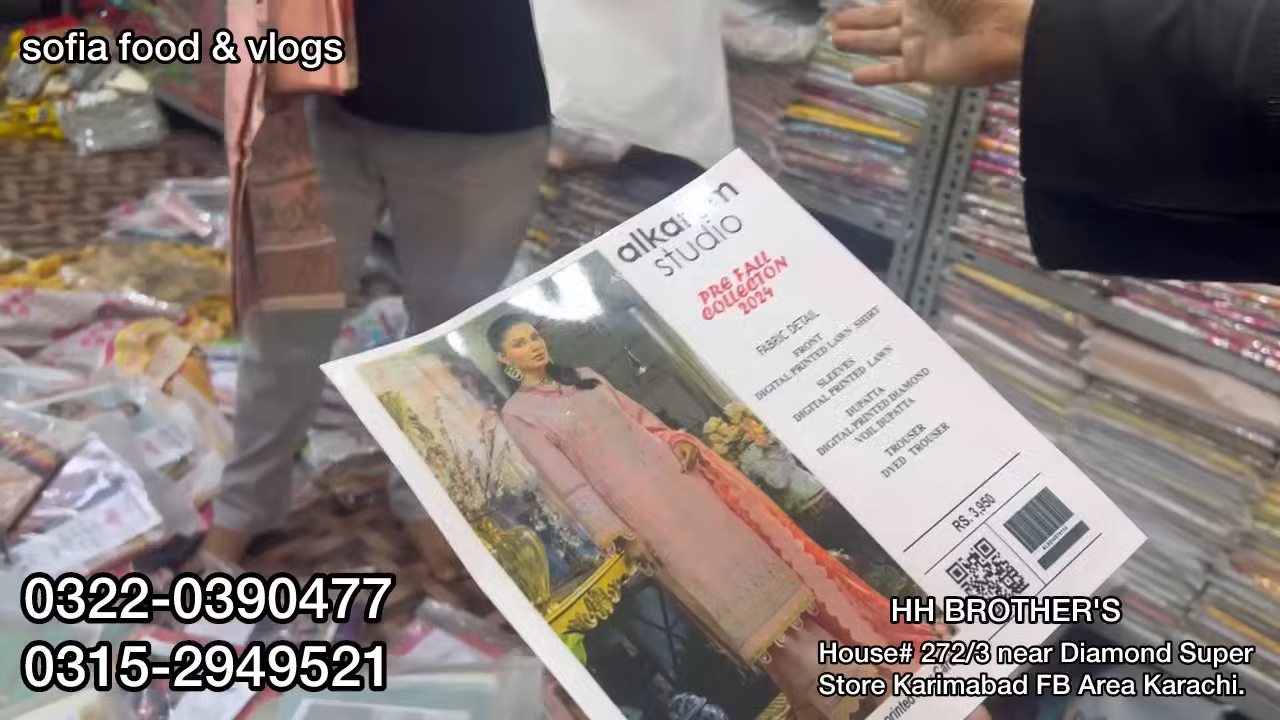 sofia food & vlogs
alkaram
studio
PRE FALL
COLLECTON
2024
FABRIC DETAIL
FRONT
DIGITAL PRINTED LAWN SHIRT
SLEEVES
DIGITAL PRINTED LAWN
DUPATTA
DIGITAL PRINTED DIAMOND
VOIL DUPATTA
TROUSER
DYED TROUSER
RS. 3,950
0322-0390477
0315-2949521
HH BROTHER'S
House# 272/3 near Diamond Super
Store Karimabad FB Area Karachi.